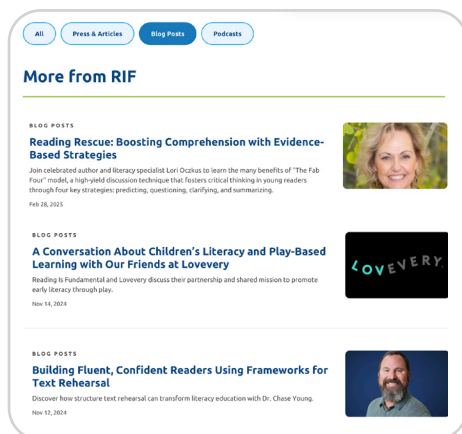 All Press & Articles Blog Posts Podcasts
More from RIF
BLOG POSTS
Reading Rescue: Boosting Comprehension with Evidence-
Based Strategies
Join celebrated author and literacy specialist Lori Oczkus to learn the many benefits of "The Fab
Four" model, a high-yield discussion technique that fosters critical thinking in young readers
through four key strategies: predicting, questioning, clarifying, and summarizing.
Feb 28, 2025
BLOG POSTS
A Conversation About Children's Literacy and Play-Based
Learning with Our Friends at Lovevery
Reading Is Fundamental and Lovevery discuss their partnership and shared mission to promote
early literacy through play.
Nov 14, 2024
LOVEVERY
BLOG POSTS
Building Fluent, Confident Readers Using Frameworks for
Text Rehearsal
Discover how structure text rehearsal can transform literacy education with Dr. Chase Young.
Nov 12, 2024